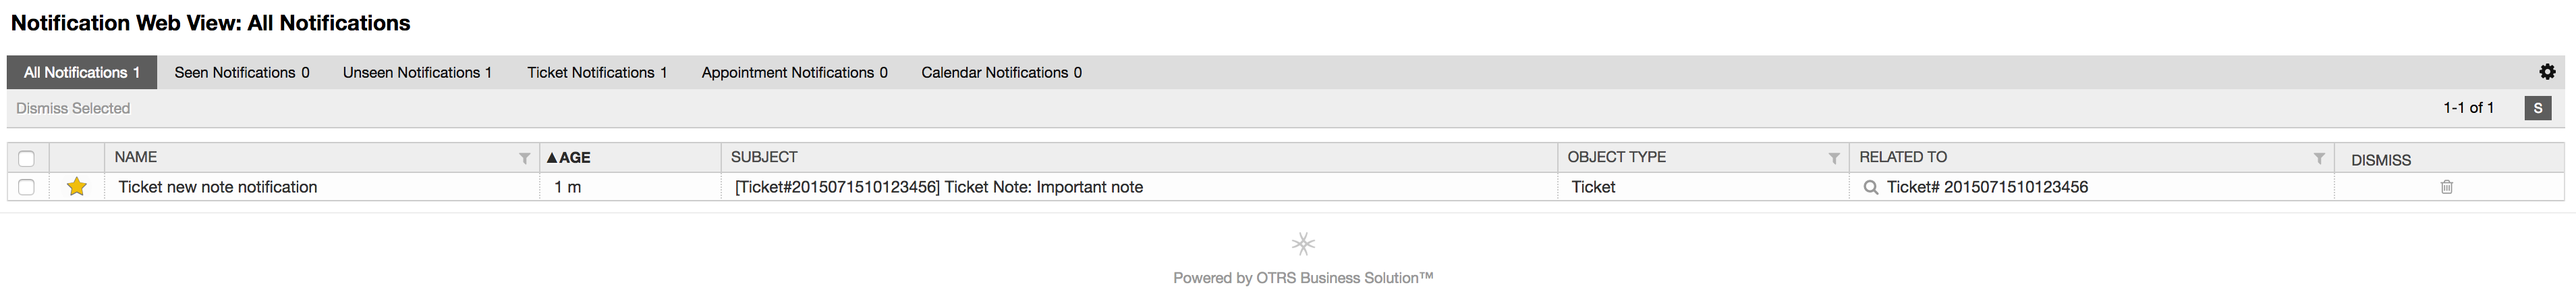 Notification Web View: All Notifications
All Notifications 1 Seen Notifications 0 Unseen Notifications 1 Ticket Notifications 1 Appointment Notifications 0 Calendar Notifications 0
Dismiss Selected 1-1 of 1 S
NAME ▲AGE SUBJECT OBJECT TYPE RELATED TO DISMISS
Ticket new note notification 1 m [Ticket#2015071510123456] Ticket Note: Important note Ticket Ticket# 2015071510123456
Powered by OTRS Business Solution™